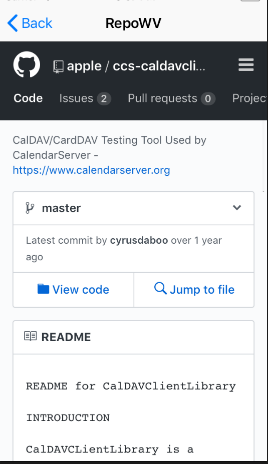 Back
RepoWV
apple / ccs-caldavcli...
Code Issues 2 Pull requests 0 Projec
CalDAV/CardDAV Testing Tool Used by
CalendarServer -
https://www.calendarserver.org
master
Latest commit by cyrusdaboo over 1 year
ago
View code
Jump to file
README
README for CalDAVClientLibrary
INTRODUCTION
CalDAVCLientLibrary is a